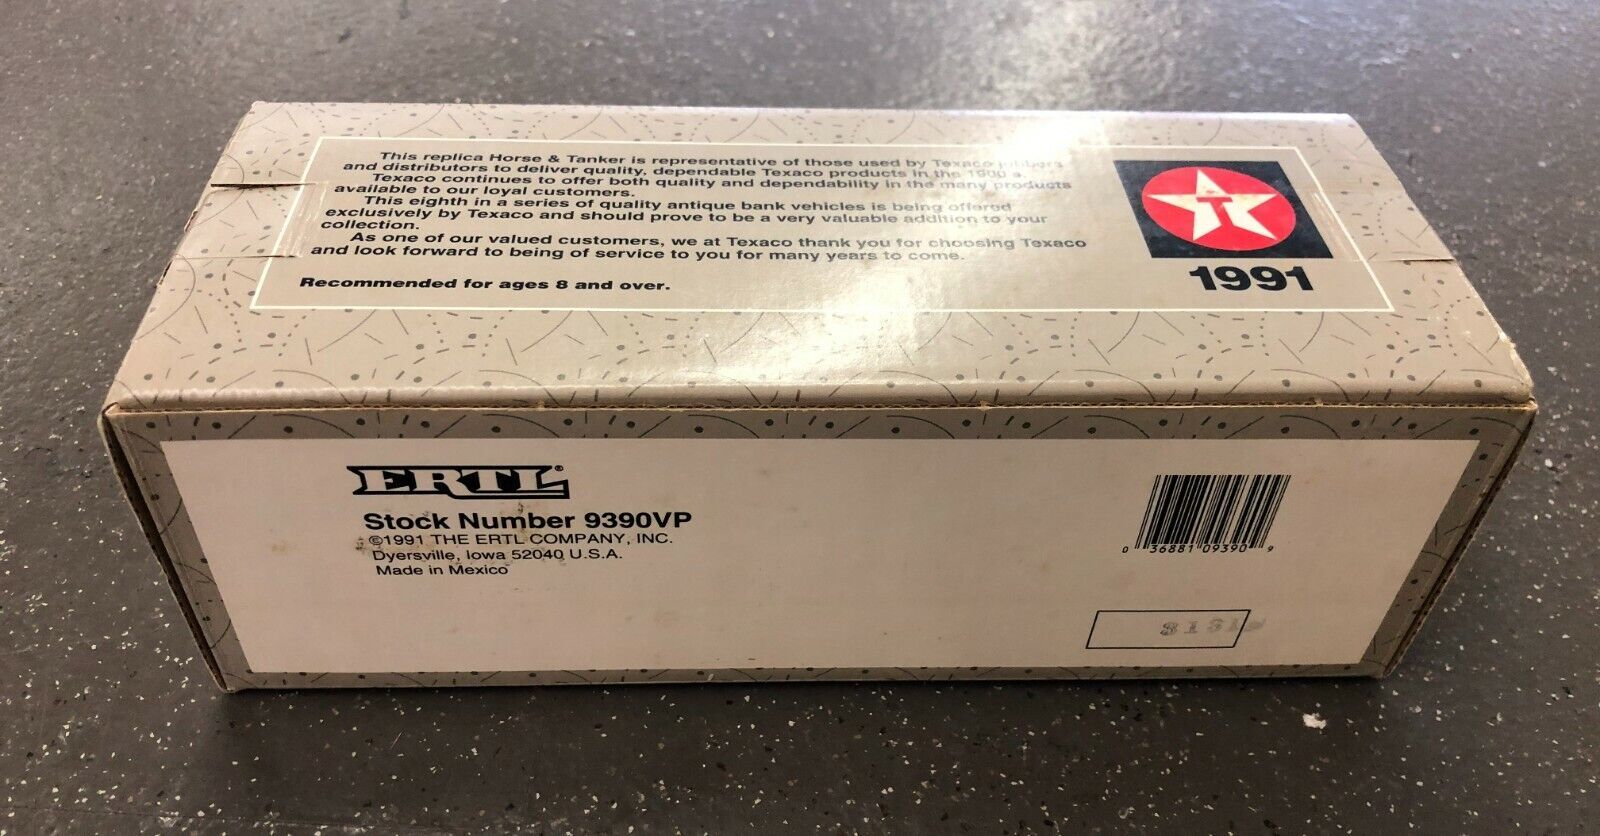 This replica Horse & Tanker is representative of those used by Texaco jobbers
and distributors to deliver quality, dependable Texaco products in the 1900's.
Texaco continues to offer both quality and dependability in the many products
available to our loyal customers.
This eighth in a series of quality antique bank vehicles is being offered
exclusively by Texaco and should prove to be a very valuable addition to your
collection.
As one of our valued customers, we at Texaco thank you for choosing Texaco
and look forward to being of service to you for many years to come.
Recommended for ages 8 and over.
T
1991
ERTL®
Stock Number 9390VP
©1991 THE ERTL COMPANY, INC.
Dyersville, Iowa 52040 U.S.A.
Made in Mexico
0 36881 09390 9